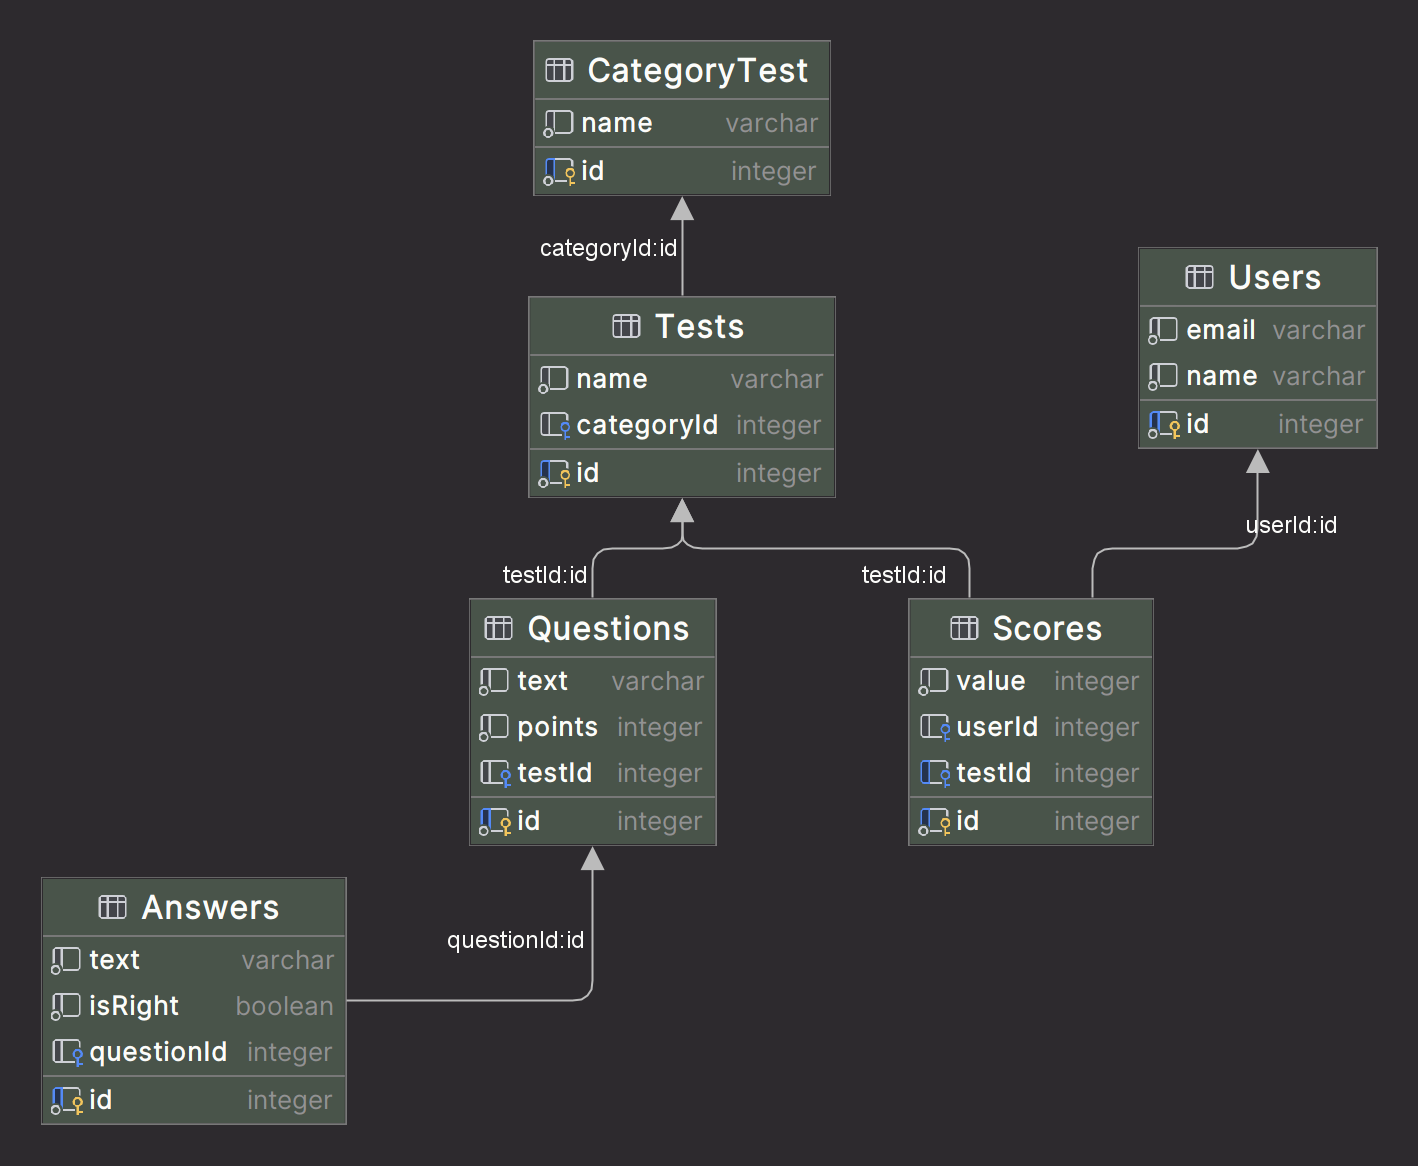 CategoryTest
name varchar
id integer
categoryId:id
Tests
name varchar
categoryId integer
id integer
Users
email varchar
name varchar
id integer
userId:id
testId:id
testId:id
Questions
text varchar
points integer
testId integer
id integer
Scores
value integer
userId integer
testId integer
id integer
questionId:id
Answers
text varchar
isRight boolean
questionId integer
id integer